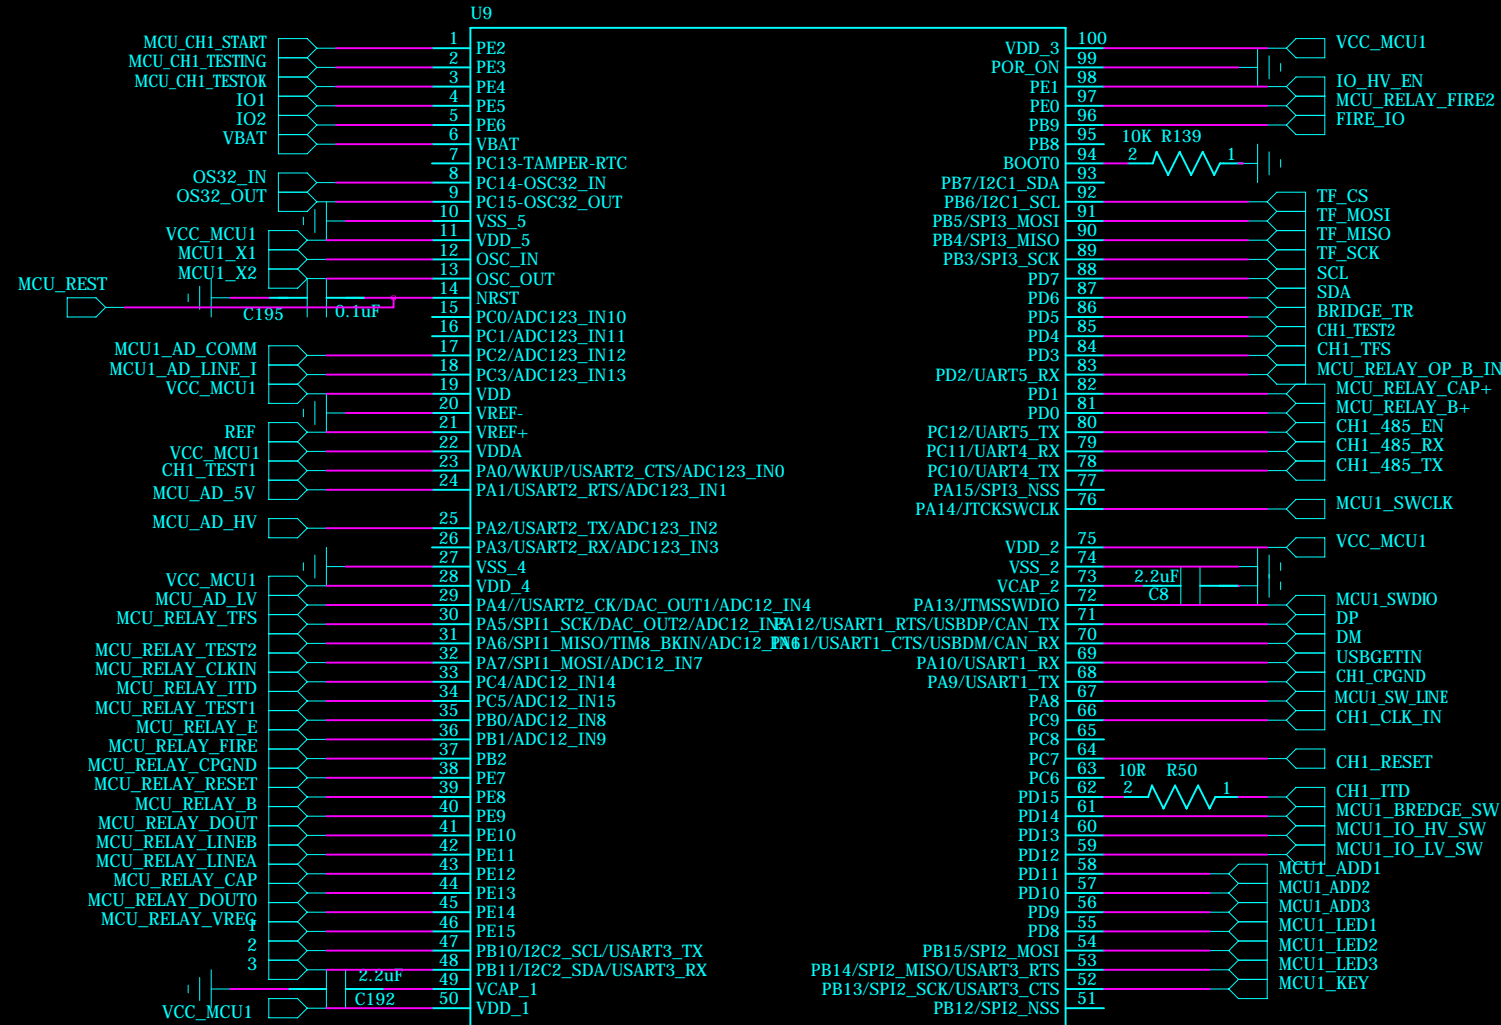 U9
MCU_CH1_START 1 PE2
MCU_CH1_TESTING 2 PE3
MCU_CH1_TESTOK 3 PE4
IO1 4 PE5
IO2 5 PE6
VBAT 6 VBAT
7 PC13-TAMPER-RTC
OS32_IN 8 PC14-OSC32_IN
OS32_OUT 9 PC15-OSC32_OUT
10 VSS_5
VCC_MCU1 11 VDD_5
MCU1_X1 12 OSC_IN
MCU1_X2 13 OSC_OUT
MCU_REST C195 0.1uF 14 NRST
15 PC0/ADC123_IN10
16 PC1/ADC123_IN11
MCU1_AD_COMM 17 PC2/ADC123_IN12
MCU1_AD_LINE_I 18 PC3/ADC123_IN13
VCC_MCU1 19 VDD
20 VREF-
REF 21 VREF+
VCC_MCU1 22 VDDA
CH1_TEST1 23 PA0/WKUP/USART2_CTS/ADC123_IN0
MCU_AD_5V 24 PA1/USART2_RTS/ADC123_IN1
MCU_AD_HV 25 PA2/USART2_TX/ADC123_IN2
26 PA3/USART2_RX/ADC123_IN3
27 VSS_4
VCC_MCU1 28 VDD_4
MCU_AD_LV 29 PA4//USART2_CK/DAC_OUT1/ADC12_IN4
MCU_RELAY_TFS 30 PA5/SPI1_SCK/DAC_OUT2/ADC12_IN5
MCU_RELAY_TEST2 31 PA6/SPI1_MISO/TIM8_BKIN/ADC12_IN6
MCU_RELAY_CLKIN 32 PA7/SPI1_MOSI/ADC12_IN7
MCU_RELAY_ITD 33 PC4/ADC12_IN14
MCU_RELAY_TEST1 34 PC5/ADC12_IN15
MCU_RELAY_E 35 PB0/ADC12_IN8
MCU_RELAY_FIRE 36 PB1/ADC12_IN9
MCU_RELAY_CPGND 37 PB2
MCU_RELAY_RESET 38 PE7
MCU_RELAY_B 39 PE8
MCU_RELAY_DOUT 40 PE9
MCU_RELAY_LINEB 41 PE10
MCU_RELAY_LINEA 42 PE11
MCU_RELAY_CAP 43 PE12
MCU_RELAY_DOUT0 44 PE13
MCU_RELAY_VREG 45 PE14
1 46 PE15
2 47 PB10/I2C2_SCL/USART3_TX
3 48 PB11/I2C2_SDA/USART3_RX
2.2uF C192 49 VCAP_1
VCC_MCU1 50 VDD_1
VDD_3 100 VCC_MCU1
POR_ON 99
PE1 98 IO_HV_EN
PE0 97 MCU_RELAY_FIRE2
PB9 96 FIRE_IO
PB8 95
BOOT0 94 10K R139 2 1
PB7/I2C1_SDA 93
PB6/I2C1_SCL 92 TF_CS
PB5/SPI3_MOSI 91 TF_MOSI
PB4/SPI3_MISO 90 TF_MISO
PB3/SPI3_SCK 89 TF_SCK
PD7 88 SCL
PD6 87 SDA
PD5 86 BRIDGE_TR
PD4 85 CH1_TEST2
PD3 84 CH1_TFS
PD2/UART5_RX 83 MCU_RELAY_OP_B_IN
PD1 82 MCU_RELAY_CAP+
PD0 81 MCU_RELAY_B+
PC12/UART5_TX 80 CH1_485_EN
PC11/UART4_RX 79 CH1_485_RX
PC10/UART4_TX 78 CH1_485_TX
PA15/SPI3_NSS 77
PA14/JTCKSWCLK 76 MCU1_SWCLK
VDD_2 75 VCC_MCU1
VSS_2 74
VCAP_2 73 2.2uF C8
PA13/JTMSSWDIO 72 MCU1_SWDIO
PA12/USART1_RTS/USBDP/CAN_TX 71 DP
PA11/USART1_CTS/USBDM/CAN_RX 70 DM
PA10/USART1_RX 69 USBGETIN
PA9/USART1_TX 68 CH1_CPGND
PA8 67 MCU1_SW_LINE
PC9 66 CH1_CLK_IN
PC8 65
PC7 64 CH1_RESET
PC6 63
PD15 62 10R R50 2 1 CH1_ITD
PD14 61 MCU1_BREDGE_SW
PD13 60 MCU1_IO_HV_SW
PD12 59 MCU1_IO_LV_SW
PD11 58 MCU1_ADD1
PD10 57 MCU1_ADD2
PD9 56 MCU1_ADD3
PD8 55 MCU1_LED1
PB15/SPI2_MOSI 54 MCU1_LED2
PB14/SPI2_MISO/USART3_RTS 53 MCU1_LED3
PB13/SPI2_SCK/USART3_CTS 52 MCU1_KEY
PB12/SPI2_NSS 51